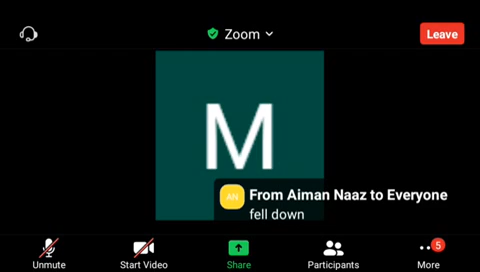 Zoom
Leave
M
AN
From Aiman Naaz to Everyone
fell down
5
Unmute
Start Video
Share
Participants
More